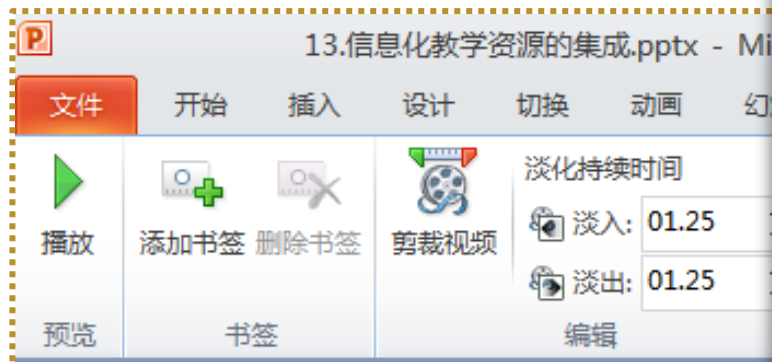 13.信息化教学资源的集成.pptx - Mi
文件 开始 插入 设计 切换 动画
淡化持续时间
淡入: 01.25
播放 添加书签 删除书签 剪裁视频
淡出: 01.25
预览 书签 编辑